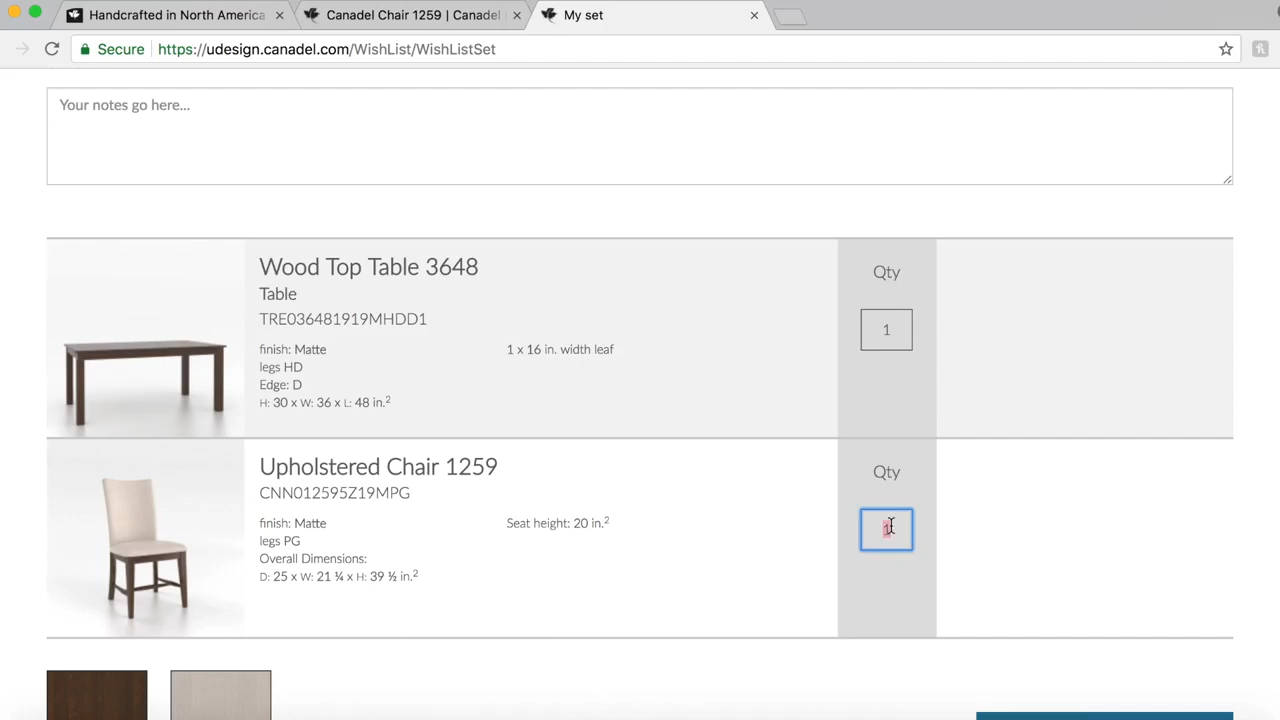 Handcrafted in North America
Canadel Chair 1259 | Canadel
My set
Secure
https://udesign.canadel.com/WishList/WishListSet
Your notes go here...
Wood Top Table 3648
Table
TRE036481919MHDD1
finish: Matte
1 x 16 in. width leaf
legs HD
Edge: D
H: 30 x W: 36 x L: 48 in.2
Qty
1
Upholstered Chair 1259
CNN012595Z19MPG
finish: Matte
Seat height: 20 in.2
legs PG
Overall Dimensions:
D: 25 x W: 21 ¼ x H: 39 ½ in.2
Qty
1